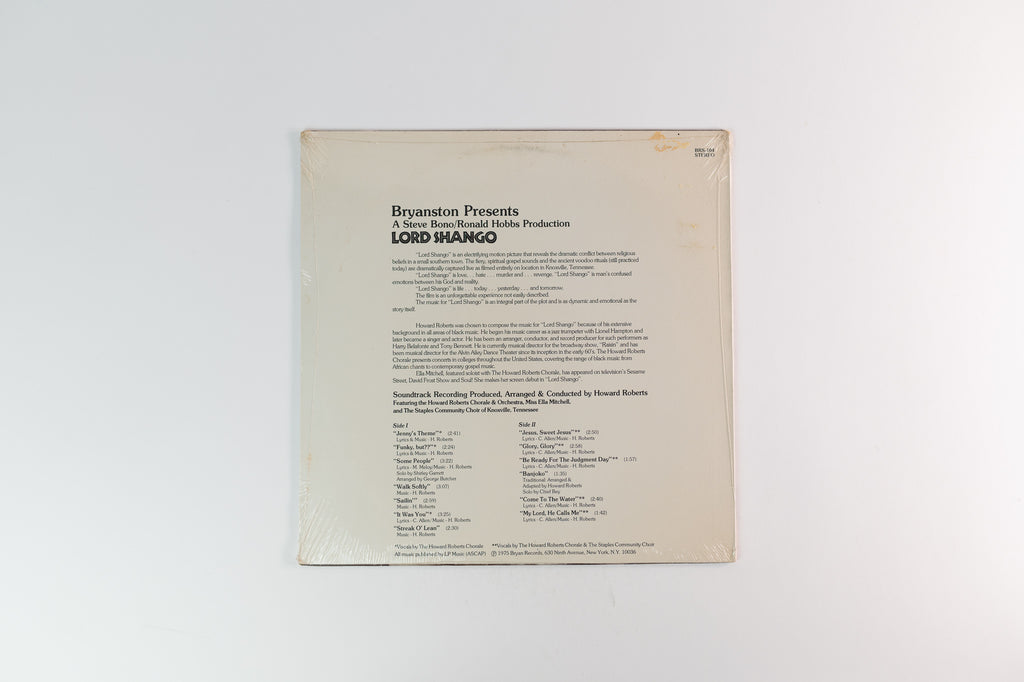 BRS-104
STEREO
Bryanston Presents
A Steve Bono/Ronald Hobbs Production
LORD SHANGO
"Lord Shango" is an electrifying motion picture that reveals the dramatic conflict between religious
beliefs in a small southern town. The fiery, spiritual gospel sounds and the ancient voodoo rituals (still practiced
today) are dramatically captured live as filmed entirely on location in Knoxville, Tennessee.
"Lord Shango" is love. . . hate . . . murder and . . . revenge. "Lord Shango" is man's confused
emotions between his God and reality.
"Lord Shango" is life . . . today . . . yesterday . . . and tomorrow.
The film is an unforgettable experience not easily described.
The music for "Lord Shango" is an integral part of the plot and is as dynamic and emotional as the
story itself.
Howard Roberts was chosen to compose the music for "Lord Shango" because of his extensive
background in all areas of black music. He began his music career as a jazz trumpeter with Lionel Hampton and
later became a singer and actor. He has been an arranger, conductor, and record producer for such performers as
Harry Belafonte and Tony Bennett. He is currently musical director for the broadway show, "Raisin" and has
been musical director for the Alvin Ailey Dance Theater since its inception in the early 60's. The Howard Roberts
Chorale presents concerts in colleges throughout the United States, covering the range of black music from
African chants to contemporary gospel music.
Ella Mitchell, featured soloist with The Howard Roberts Chorale, has appeared on television's Sesame
Street, David Frost Show and Soul! She makes her screen debut in "Lord Shango".
Soundtrack Recording Produced, Arranged & Conducted by Howard Roberts
Featuring the Howard Roberts Chorale & Orchestra, Miss Ella Mitchell,
and The Staples Community Choir of Knoxville, Tennessee
Side I
"Jenny's Theme"* (2:41)
Lyrics & Music - H. Roberts
"Funky, but??"* (2:24)
Lyrics & Music - H. Roberts
"Some People" (3:22)
Lyrics - M. Meloy/Music - H. Roberts
Solo by Shirley Garrett
Arranged by George Butcher
"Walk Softly" (3:07)
Music - H. Roberts
"Sailin'" (2:59)
Music - H. Roberts
"It Was You"* (3:25)
Lyrics - C. Allen/Music - H. Roberts
"Streak O' Lean" (2:30)
Music - H. Roberts
Side II
"Jesus, Sweet Jesus"** (2:50)
Lyrics - C. Allen/Music - H. Roberts
"Glory, Glory"** (2:58)
Lyrics - C. Allen/Music - H. Roberts
"Be Ready For The Judgment Day"** (1:57)
Lyrics - C. Allen/Music - H. Roberts
"Banjoko" (1:35)
Traditional: Arranged &
Adapted by Howard Roberts
Solo by Chief Bey
"Come To The Water"** (2:40)
Lyrics - C. Allen/Music - H. Roberts
"My Lord, He Calls Me"** (1:42)
Lyrics - C. Allen/Music - H. Roberts
*Vocals by The Howard Roberts Chorale **Vocals by The Howard Roberts Chorale & The Staples Community Choir
All music published by LP Music (ASCAP) Ⓟ 1975 Bryan Records, 630 Ninth Avenue, New York, N.Y. 10036